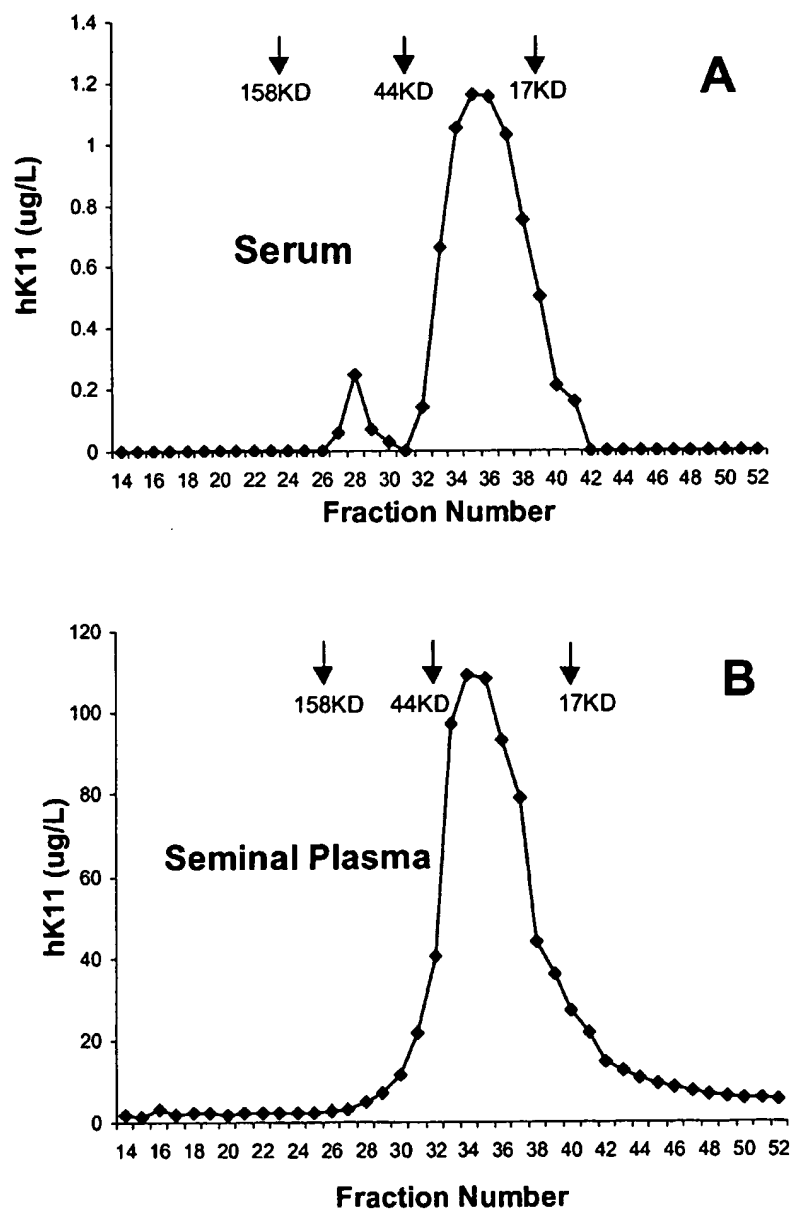 1.4
158KD 44KD 17KD A
1.2
1
0.8
Serum
0.6
0.4
0.2
0
hK11 (ug/L)
14 16 18 20 22 24 26 28 30 32 34 36 38 40 42 44 46 48 50 52
Fraction Number
120
158KD 44KD 17KD B
100
80
Seminal Plasma
60
40
20
0
hK11 (ug/L)
14 16 18 20 22 24 26 28 30 32 34 36 38 40 42 44 46 48 50 52
Fraction Number